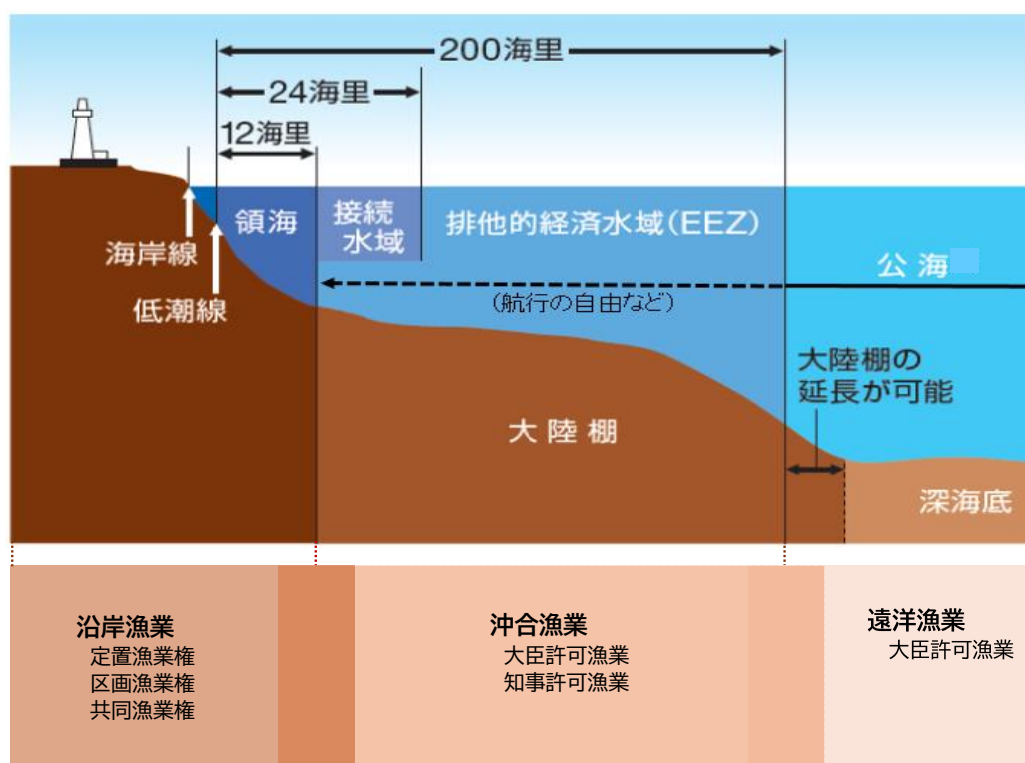 200海里
24海里
12海里
領海
接続
水域
排他的経済水域(EEZ)
公海
海岸線
低潮線
(航行の自由など)
大陸棚の
延長が可能
大陸棚
深海底
沿岸漁業
定置漁業権
区画漁業権
共同漁業権
沖合漁業
大臣許可漁業
知事許可漁業
遠洋漁業
大臣許可漁業